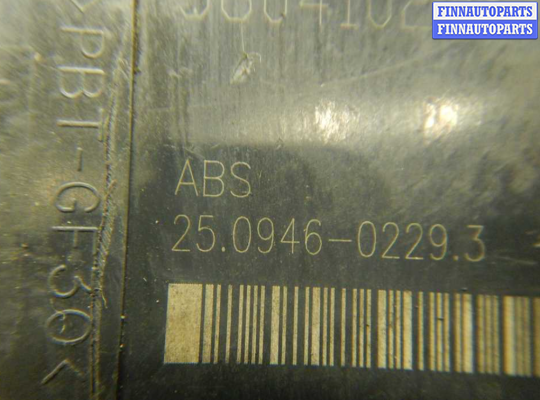 FINNAUTOPARTS
FINNAUTOPARTS
>PBT-GF30<
ABS
25.0946-0229.3